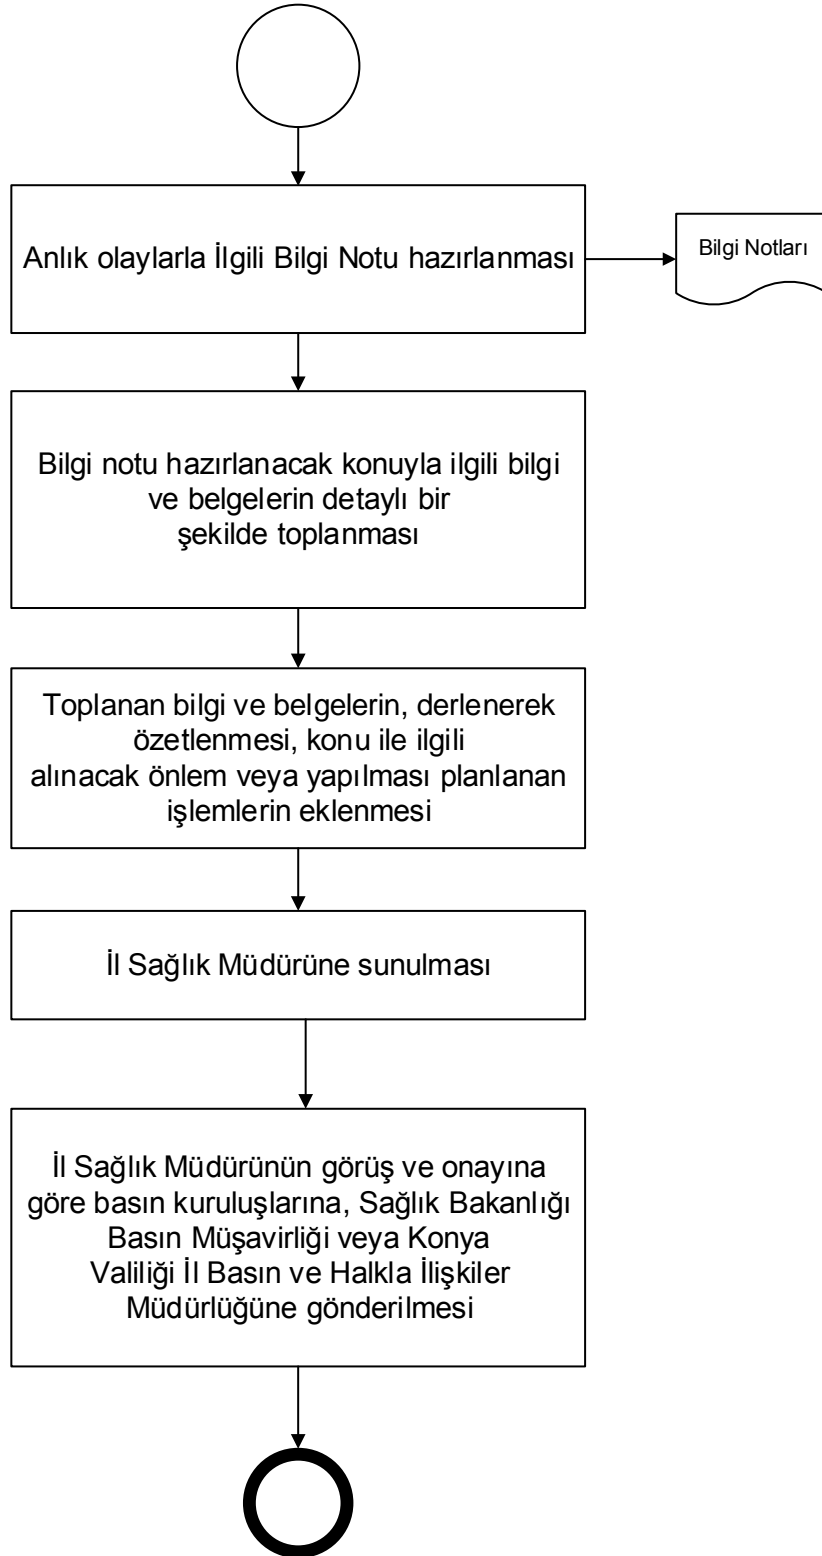 Anlık olaylarla İlgili Bilgi Notu hazırlanması
Bilgi Notları
Bilgi notu hazırlanacak konuyla ilgili bilgi
ve belgelerin detaylı bir
şekilde toplanması
Toplanan bilgi ve belgelerin, derlenerek
özetlenmesi, konu ile ilgili
alınacak önlem veya yapılması planlanan
işlemlerin eklenmesi
İl Sağlık Müdürüne sunulması
İl Sağlık Müdürünün görüş ve onayına
göre basın kuruluşlarına, Sağlık Bakanlığı
Basın Müşavirliği veya Konya
Valiliği İl Basın ve Halkla İlişkiler
Müdürlüğüne gönderilmesi